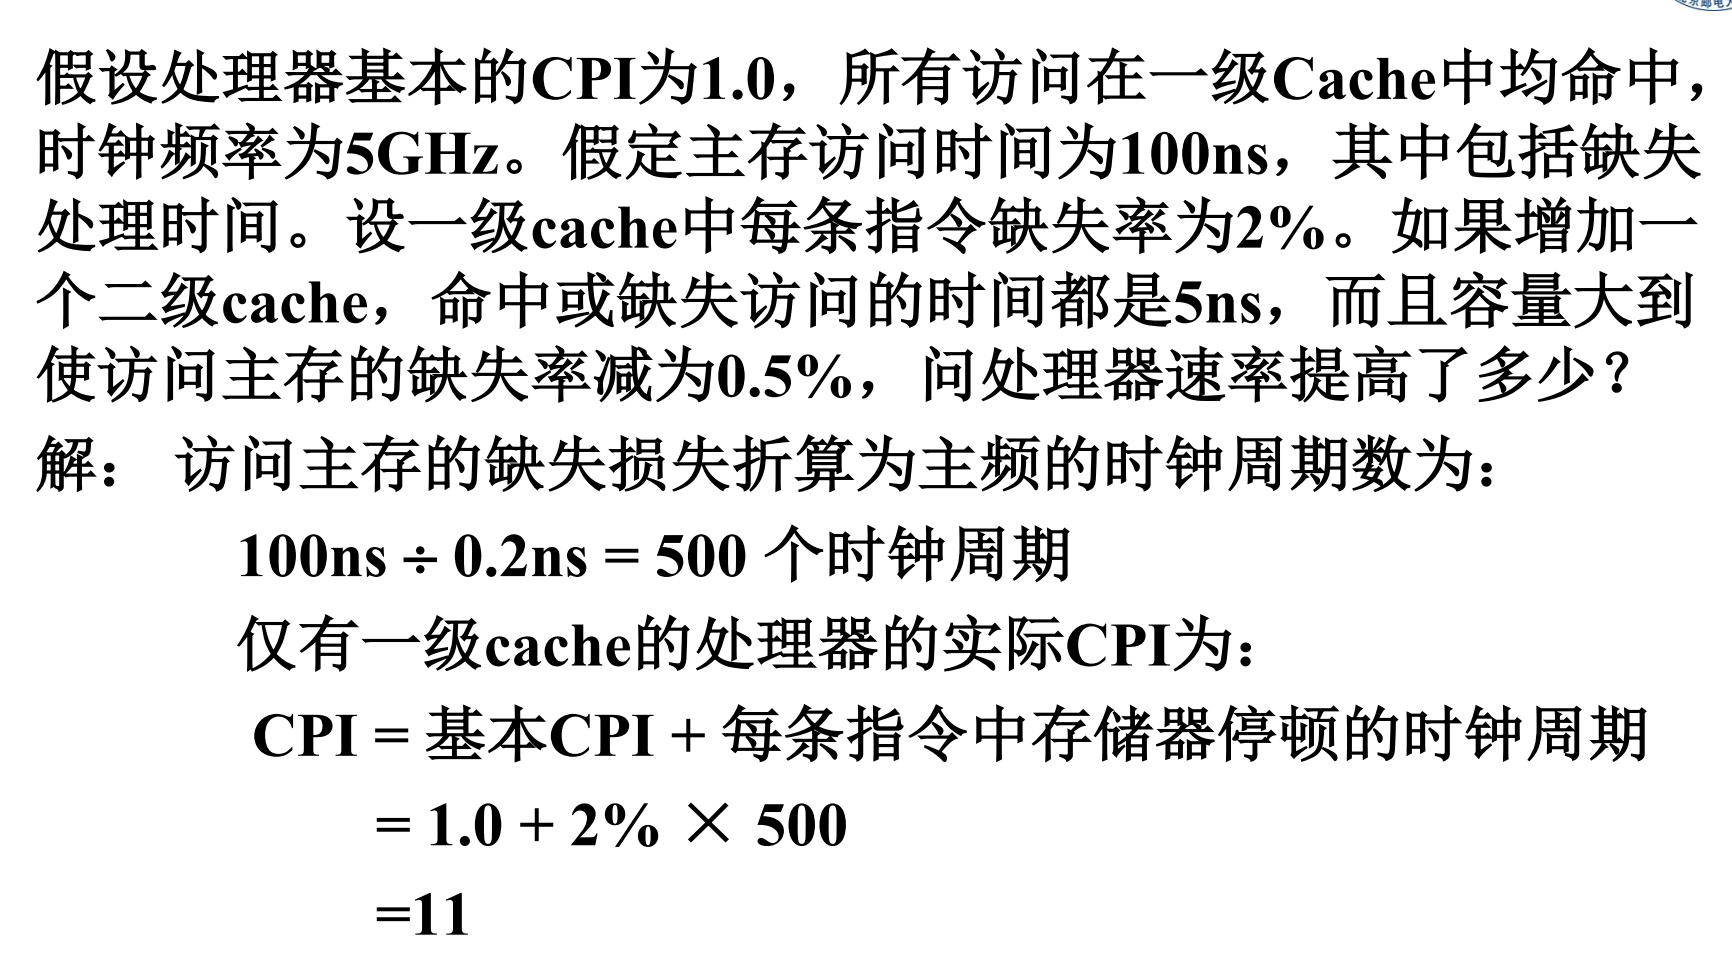 假设处理器基本的CPI为1.0，所有访问在一级Cache中均命中，
时钟频率为5GHz。假定主存访问时间为100ns，其中包括缺失
处理时间。设一级cache中每条指令缺失率为2%。如果增加一
个二级cache，命中或缺失访问的时间都是5ns，而且容量大到
使访问主存的缺失率减为0.5%，问处理器速率提高了多少？
解： 访问主存的缺失损失折算为主频的时钟周期数为：
100ns ÷ 0.2ns = 500 个时钟周期
仅有一级cache的处理器的实际CPI为：
CPI = 基本CPI + 每条指令中存储器停顿的时钟周期
= 1.0 + 2% × 500
=11